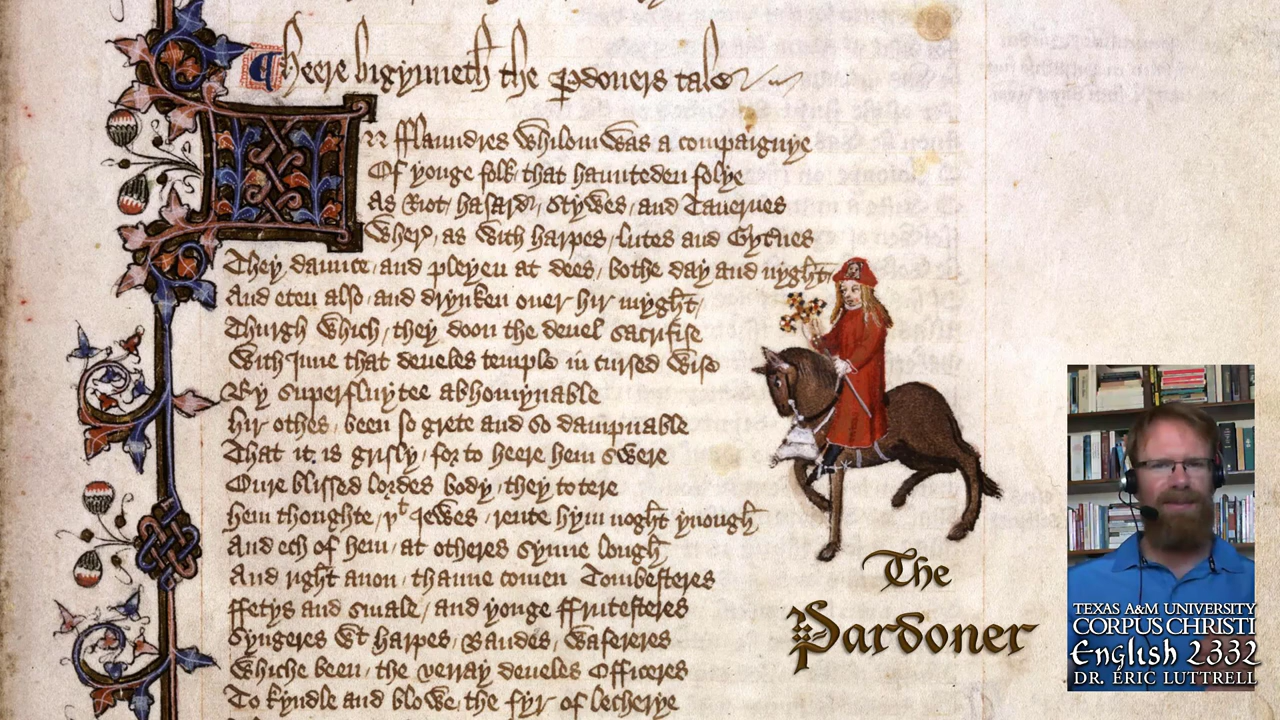 Heere bigynneth the Pdoners tale
In fflaundres whilom was a compaignye
Of yonge folk that haunteden folye
As Riot, hasard, Stywes, and Tauernes
Wher, as with harpes, lutes and Gyternes
They, daunce, and pleyen at dees, bothe day and nyght
And eten also, and drynken ouer hir myght
Thurgh which, they doon the deuel sacrifise
With Inne that deueles temple in cursed wise
By superfluytee abhomynable
hir othes, been so grete and so dampnable
That it is grisly, for to heere hem swere
Oure blissed lordes body, they totere
Hem thoughte, þt Iewes, rente hym noght ynough
And ech of hem, at otheres synne lough
And right anon, thanne comen Tombesteres
ffetys and smale, and yonge ffrutesteres
Syngeres wt harpes, Baudes, wafereres
Whiche been, the verray deueles Officeres
To kyndle and blowe, the fyr of lecherye
The
Pardoner
TEXAS A&M UNIVERSITY
CORPUS CHRISTI
English 2332
DR. ERIC LUTTRELL